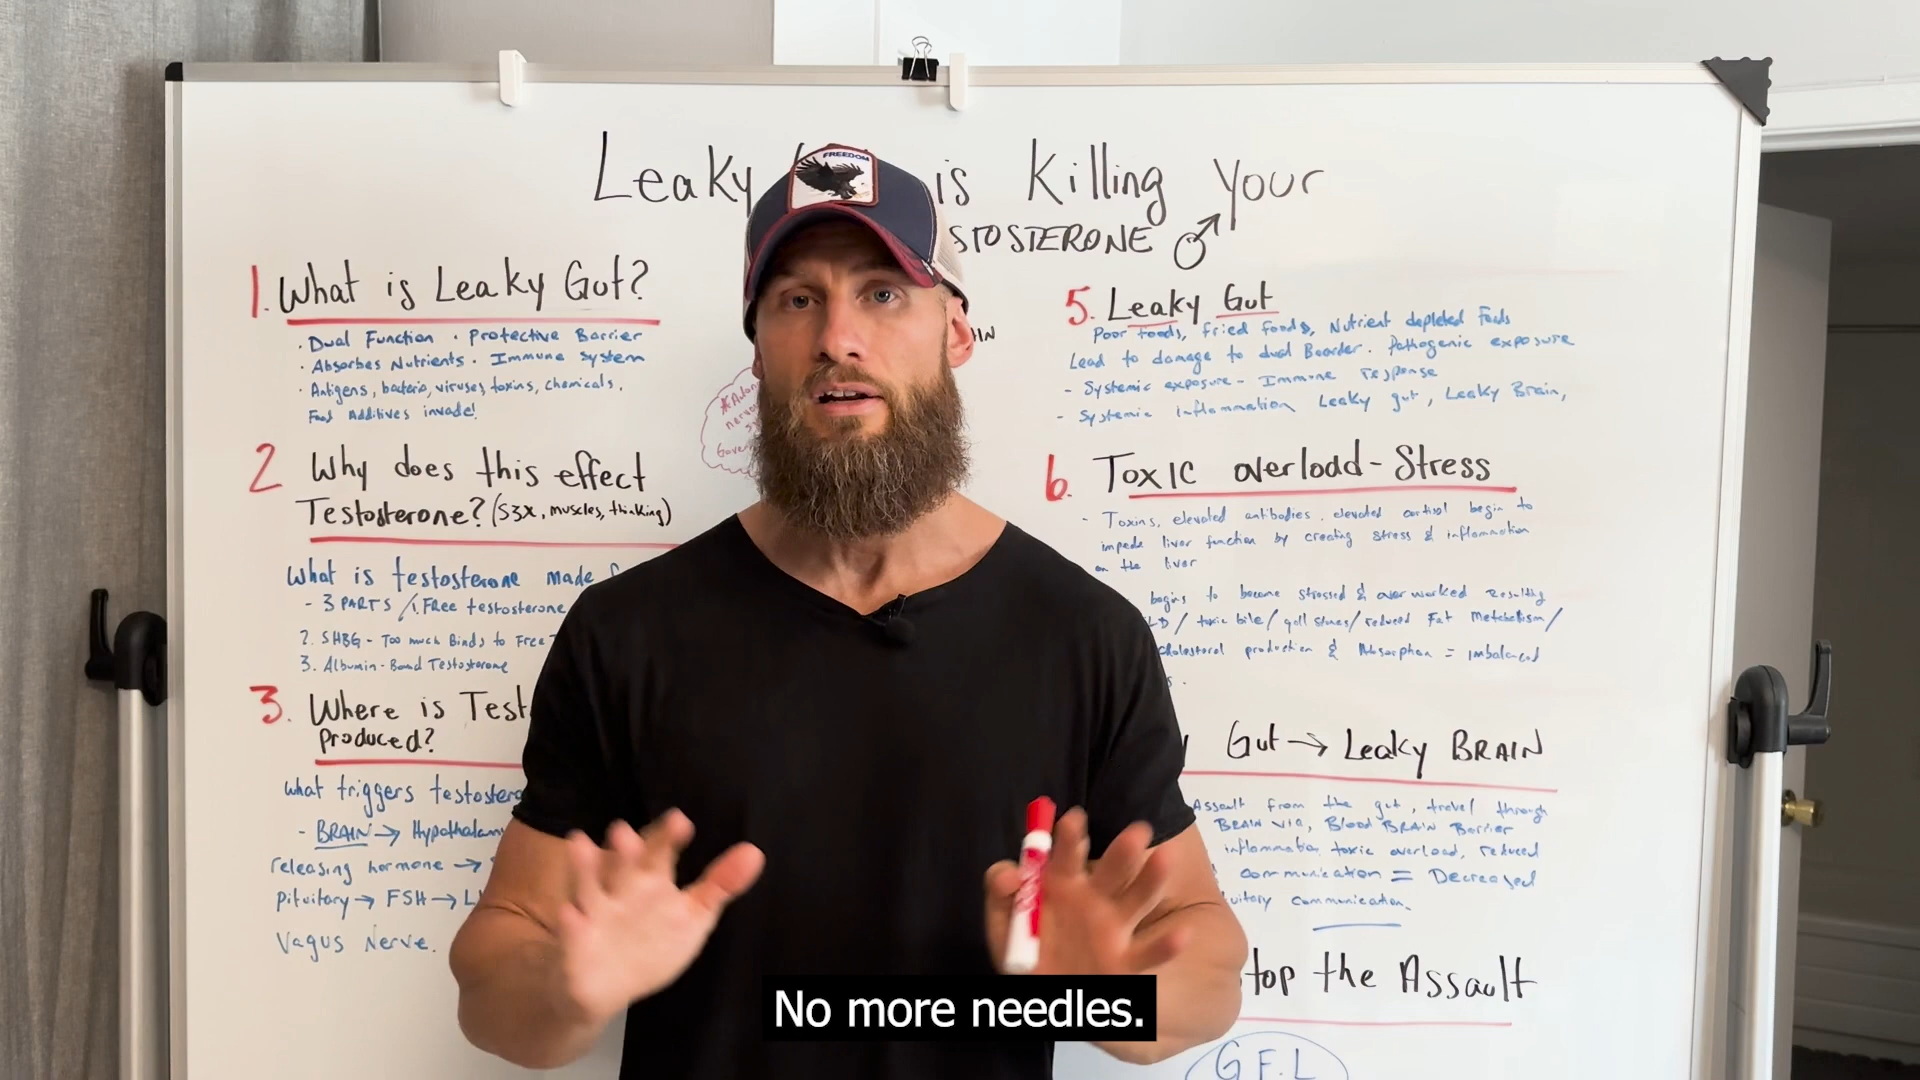 FREEDOM
Leaky is Killing Your
STOSTERONE
1. What is Leaky Gut?
· Dual Function · Protective Barrier
· Absorbes Nutrients · Immune System
· Antigens, bacteria, viruses, toxins, chemicals,
Food Additives invade!
2 Why does this effect
Testosterone? (S3X, muscles, thinking)
What is testosterone made
- 3 PARTS / 1. Free testosterone
2. SHBG - Too much Binds to Free
3. Albumin - Bound Testosterone
3. Where is Test
produced?
What triggers testostero
- BRAIN → Hypothalam
releasing hormone →
Pituitary → FSH → L
Vagus Nerve.
IN
5. Leaky Gut
Poor foods, fried foods, Nutrient depleted Foods
Lead to damage to dual Boarder. Pathogenic exposure
- Systemic exposure - Immune response
- Systemic Inflammation Leaky gut, Leaky Brain,
6. Toxic overload - Stress
- Toxins, elevated antibodies, elevated cortisol begin to
impede liver function by creating stress & inflammation
on the liver
begins to become stressed & over worked resulting
LD / toxic bile / gall stones / reduced Fat Metabolism /
cholesterol production & Absorption = imbalanced
s.
Gut → Leaky BRAIN
Assault from the gut, travel through
BRAIN via, Blood BRAIN Barrier
inflammation toxic overload, reduced
communication = Decreased
uitary communication.
top the Assault
G.F.L
No more needles.